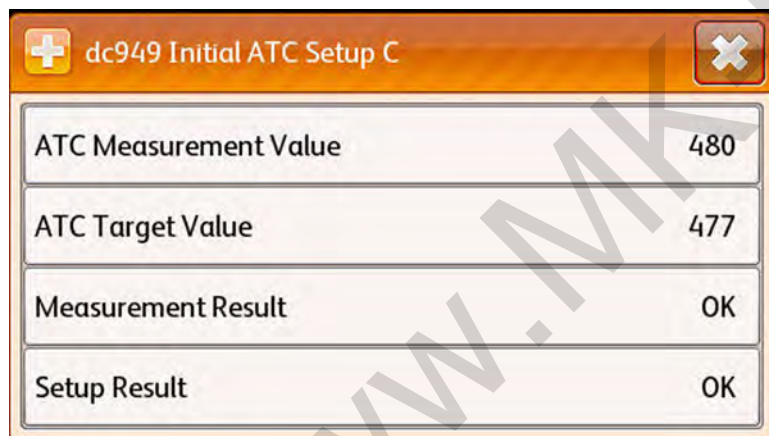 dc949 Initial ATC Setup C
ATC Measurement Value 480
ATC Target Value 477
Measurement Result OK
Setup Result OK